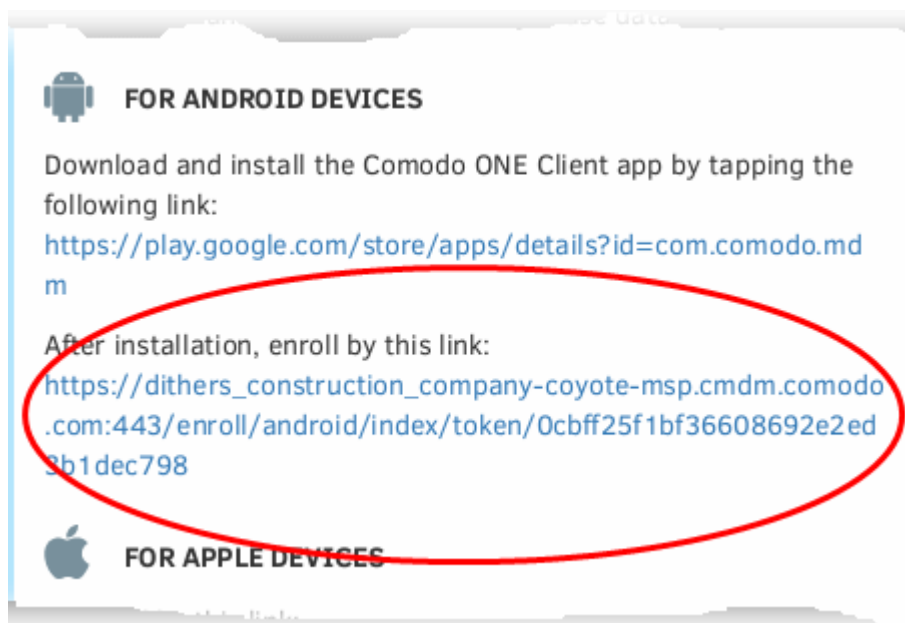 FOR ANDROID DEVICES
Download and install the Comodo ONE Client app by tapping the
following link:
https://play.google.com/store/apps/details?id=com.comodo.md
m
After installation, enroll by this link:
https://dithers_construction_company-coyote-msp.cmdm.comodo
.com:443/enroll/android/index/token/0cbff25f1bf36608692e2ed
3b1dec798
FOR APPLE DEVICES